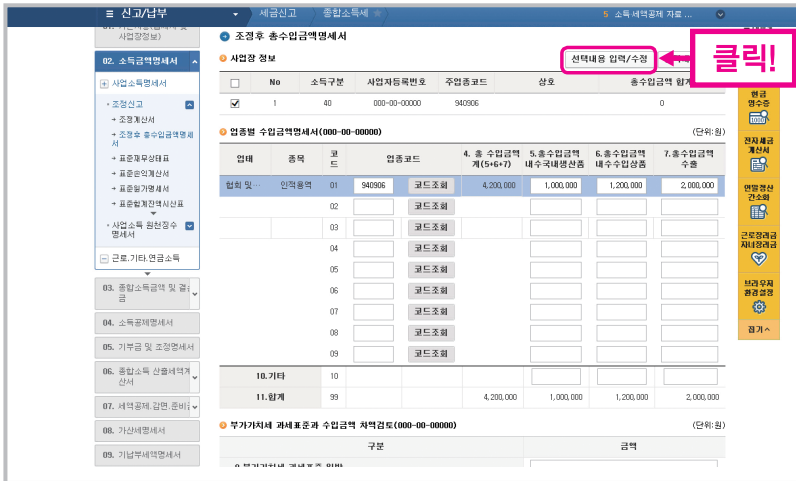 ≡ 신고/납부
세금신고
종합소득세
5 소득·세액공제 자료 ...
사업장정보)
02. 소득금액명세서
사업소득명세서
조정신고
조정계산서
조정후 총수입금액명세
서
표준재무상태표
표준손익계산서
표준원가명세서
표준합계잔액시산표
사업소득 원천징수
명세서
근로.기타.연금소득
03. 종합소득금액 및 결손
금
04. 소득공제명세서
05. 기부금 및 조정명세서
06. 종합소득 산출세액계
산서
07. 세액공제.감면.준비금
08. 가산세명세서
09. 기납부세액명세서
조정후 총수입금액명세서
사업장 정보
선택내용 입력/수정
클릭!
No 소득구분 사업자등록번호 주업종코드 상호 총수입금액 합계
1 40 000-00-00000 940906 0
업종별 수입금액명세서(000-00-00000) (단위:원)
업태 종목 코드 업종코드 4. 총 수입금액계(5+6+7) 5.총수입금액내수국내생산품 6.총수입금액내수수입상품 7.총수입금액수출
협회 및… 인적용역 01 940906 코드조회 4,200,000 1,000,000 1,200,000 2,000,000
02 코드조회
03 코드조회
04 코드조회
05 코드조회
06 코드조회
07 코드조회
08 코드조회
09 코드조회
10.기타 10
11.합계 99 4,200,000 1,000,000 1,200,000 2,000,000
부가가치세 과세표준과 수입금액 차액검토(000-00-00000) (단위:원)
구분 금액
현금
영수증
전자세금
계산서
연말정산
간소화
근로장려금
자녀장려금
브라우저
환경설정
접기^